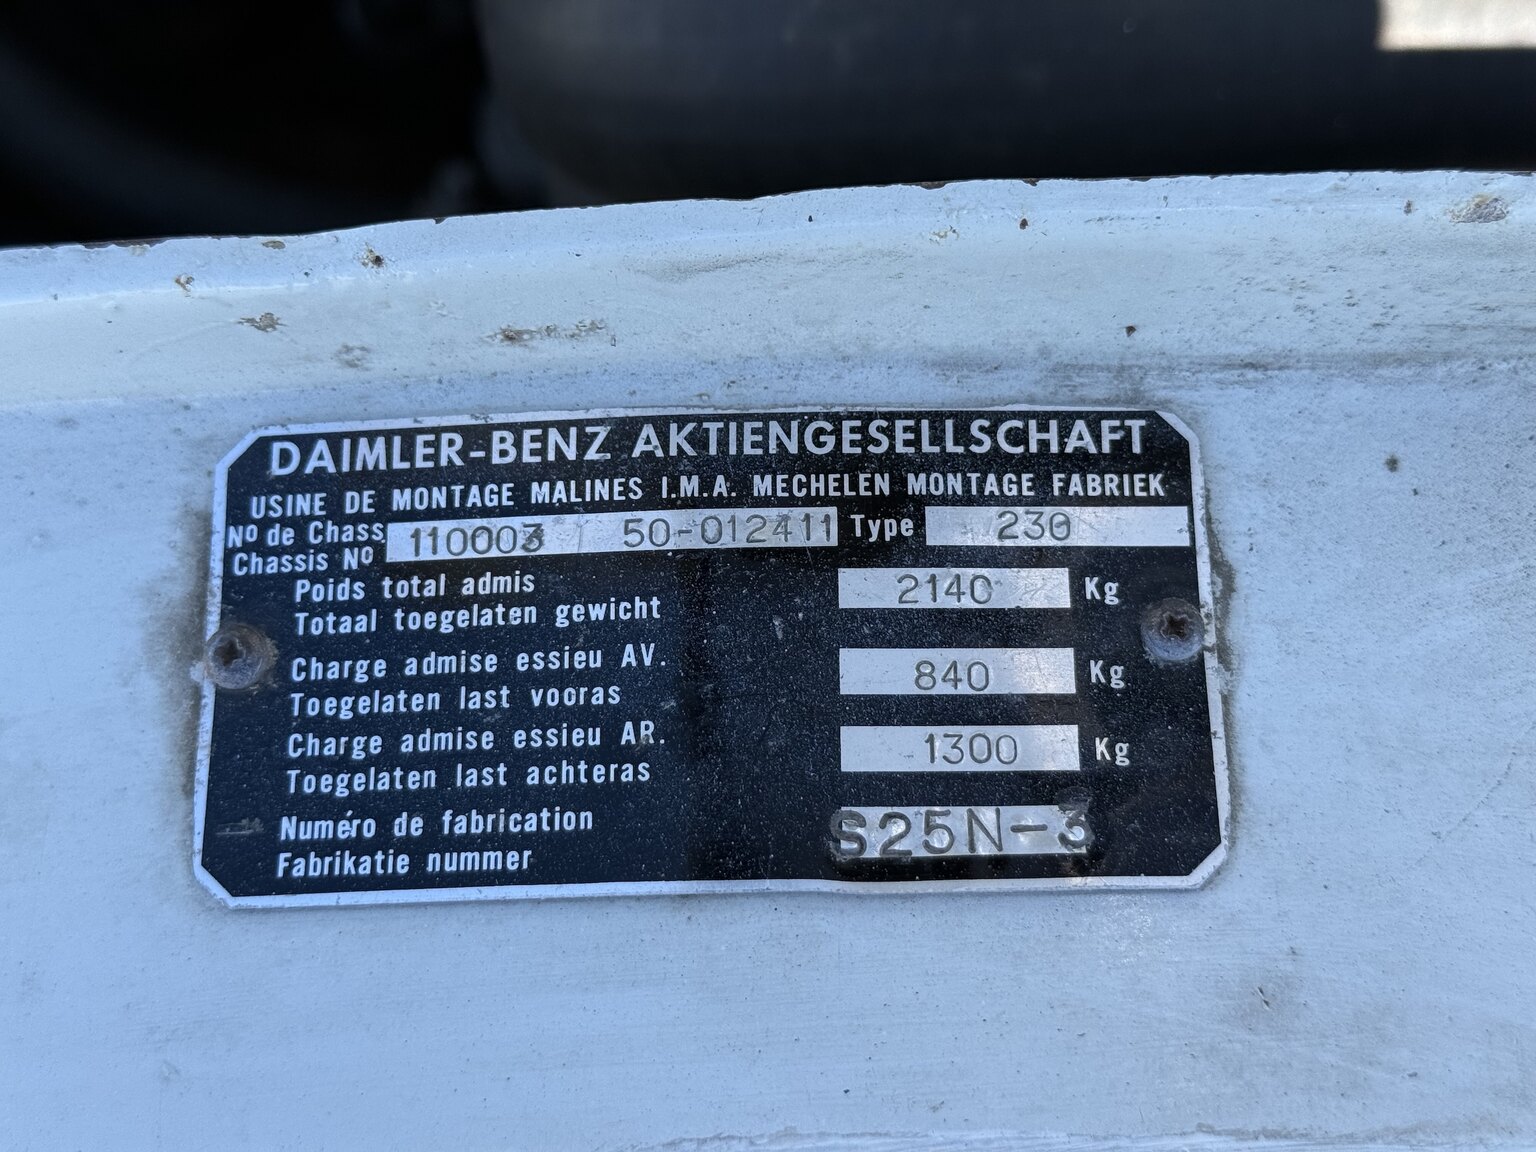 DAIMLER-BENZ AKTIENGESELLSCHAFT
USINE DE MONTAGE MALINES I.M.A. MECHELEN MONTAGE FABRIEK
No de Chass 110003 50-012411 Type 230
Chassis No
Poids total admis 2140 Kg
Totaal toegelaten gewicht
Charge admise essieu AV. 840 Kg
Toegelaten last vooras
Charge admise essieu AR. 1300 Kg
Toegelaten last achteras
Numéro de fabrication S25N-3
Fabrikatie nummer